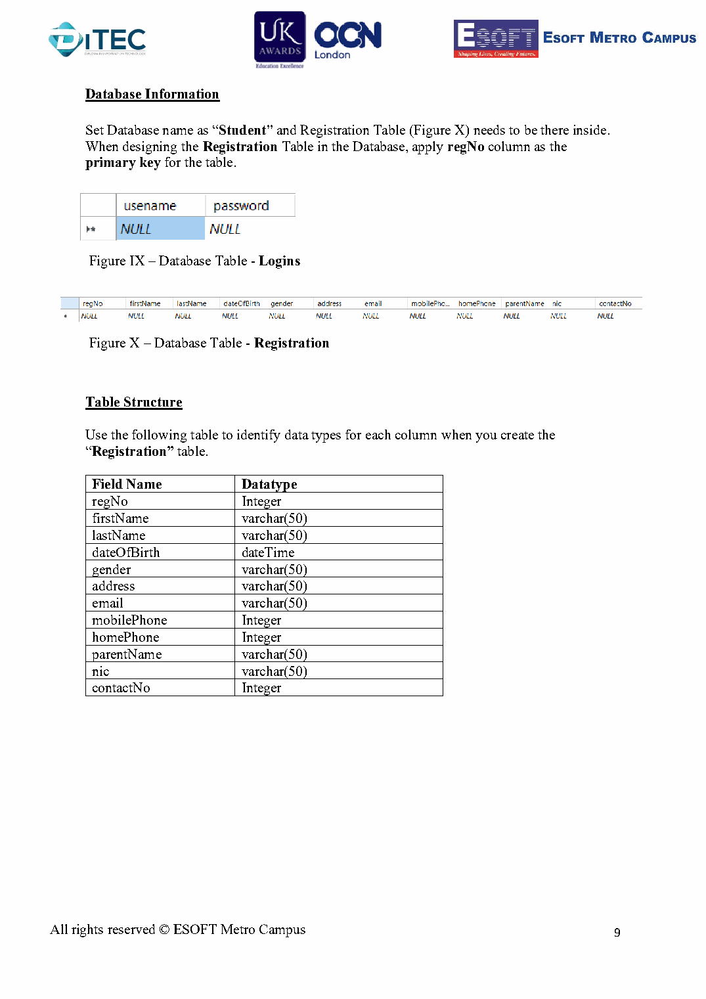 DiTEC
DIPLOMA IN INFORMATION TECHNOLOGY
UK
AWARDS
Education Excellence
OCN
London
ESOFT
Shaping Lives, Creating Futures.
ESOFT METRO CAMPUS
Database Information
Set Database name as “Student” and Registration Table (Figure X) needs to be there inside.
When designing the Registration Table in the Database, apply regNo column as the
primary key for the table.
usename password
NULL NULL
Figure IX – Database Table - Logins
regNo firstName lastName dateOfBirth gender address email mobilePho... homePhone parentName nic contactNo
NULL NULL NULL NULL NULL NULL NULL NULL NULL NULL NULL NULL
Figure X – Database Table - Registration
Table Structure
Use the following table to identify data types for each column when you create the
“Registration” table.
Field Name Datatype
regNo Integer
firstName varchar(50)
lastName varchar(50)
dateOfBirth dateTime
gender varchar(50)
address varchar(50)
email varchar(50)
mobilePhone Integer
homePhone Integer
parentName varchar(50)
nic varchar(50)
contactNo Integer
All rights reserved © ESOFT Metro Campus 9